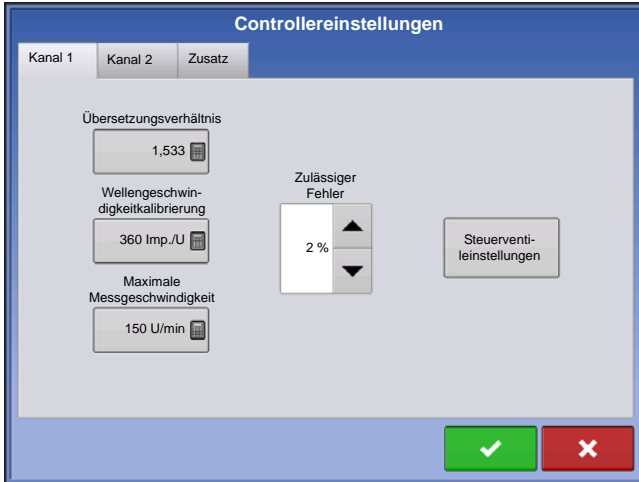 Controllereinstellungen
Kanal 1
Kanal 2
Zusatz
Übersetzungsverhältnis
1,533
Wellengeschwin-
digkeitkalibrierung
360 Imp./U
Maximale
Messgeschwindigkeit
150 U/min
Zulässiger
Fehler
2 %
Steuerventi-
leinstellungen